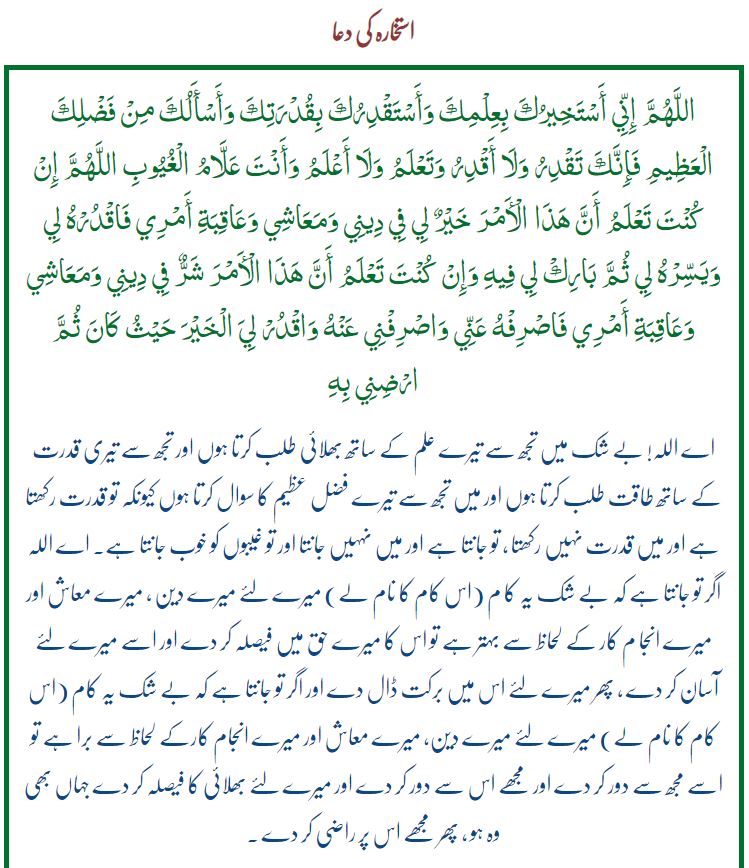 استخارہ کی دعا
اللَّهُمَّ إِنِّي أَسْتَخِيرُكَ بِعِلْمِكَ وَأَسْتَقْدِرُكَ بِقُدْرَتِكَ وَأَسْأَلُكَ مِنْ فَضْلِكَ
الْعَظِيمِ فَإِنَّكَ تَقْدِرُ وَلَا أَقْدِرُ وَتَعْلَمُ وَلَا أَعْلَمُ وَأَنْتَ عَلَّامُ الْغُيُوبِ اللَّهُمَّ إِنْ
كُنْتَ تَعْلَمُ أَنَّ هَذَا الْأَمْرَ خَيْرٌ لِي فِي دِينِي وَمَعَاشِي وَعَاقِبَةِ أَمْرِي فَاقْدُرْهُ لِي
وَيَسِّرْهُ لِي ثُمَّ بَارِكْ لِي فِيهِ وَإِنْ كُنْتَ تَعْلَمُ أَنَّ هَذَا الْأَمْرَ شَرٌّ فِي دِينِي وَمَعَاشِي
وَعَاقِبَةِ أَمْرِي فَاصْرِفْهُ عَنِّي وَاصْرِفْنِي عَنْهُ وَاقْدُرْ لِيَ الْخَيْرَ حَيْثُ كَانَ ثُمَّ
ارْضِنِي بِهِ
اے اللہ! بے شک میں تجھ سے تیرے علم کے ساتھ بھلائی طلب کرتا ہوں اور تجھ سے تیری قدرت
کے ساتھ طاقت طلب کرتا ہوں اور میں تجھ سے تیرے فضل عظیم کا سوال کرتا ہوں کیونکہ تو قدرت رکھتا
ہے اور میں قدرت نہیں رکھتا، تو جانتا ہے اور میں نہیں جانتا اور تو غیبوں کو خوب جانتا ہے۔ اے اللہ
اگر تو جانتا ہے کہ بے شک یہ کام (اس کام کا نام لے) میرے لئے میرے دین، میرے معاش اور
میرے انجام کار کے لحاظ سے بہتر ہے تو اس کا میرے حق میں فیصلہ کر دے اور اسے میرے لئے
آسان کر دے، پھر میرے لئے اس میں برکت ڈال دے اور اگر تو جانتا ہے کہ بے شک یہ کام (اس
کام کا نام لے) میرے لئے میرے دین، میرے معاش اور میرے انجام کار کے لحاظ سے برا ہے تو
اسے مجھ سے دور کر دے اور مجھے اس سے دور کر دے اور میرے لئے بھلائی کا فیصلہ کر دے جہاں بھی
وہ ہو، پھر مجھے اس پر راضی کر دے۔